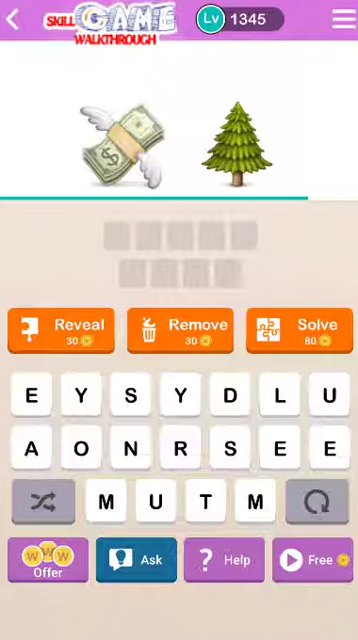 SKILL GAME
WALKTHROUGH
Lv 1345
$
Reveal Remove Solve
30 30 80
E Y S Y D L U
A O N R S E E
M U T M
W W W
Offer Ask ? Help Free